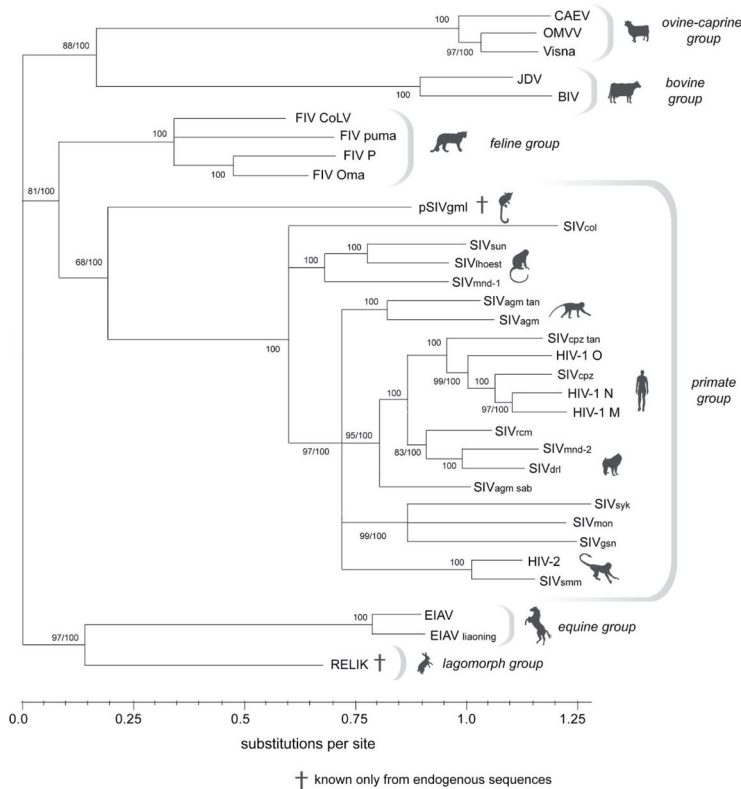 CAEV
OMVV
Visna
ovine-caprine
group
88/100
100
97/100
JDV
BIV
100
bovine
group
FIV CoLV
FIV puma
FIV P
FIV Oma
100
100
feline group
81/100
pSIVgml †
68/100
SIVcol
SIVsun
SIVlhoest
SIVmnd-1
100
100
SIVagm tan
SIVagm
100
100
SIVcpz tan
HIV-1 O
SIVcpz
HIV-1 N
HIV-1 M
100
99/100
100
97/100
primate
group
100
SIVrcm
SIVmnd-2
SIVdrl
83/100
100
97/100
95/100
SIVagm sab
SIVsyk
SIVmon
SIVgsn
99/100
HIV-2
SIVsmm
100
EIAV
EIAV liaoning
100
equine group
97/100
RELIK †
lagomorph group
0.0 0.25 0.5 0.75 1.0 1.25
substitutions per site
† known only from endogenous sequences